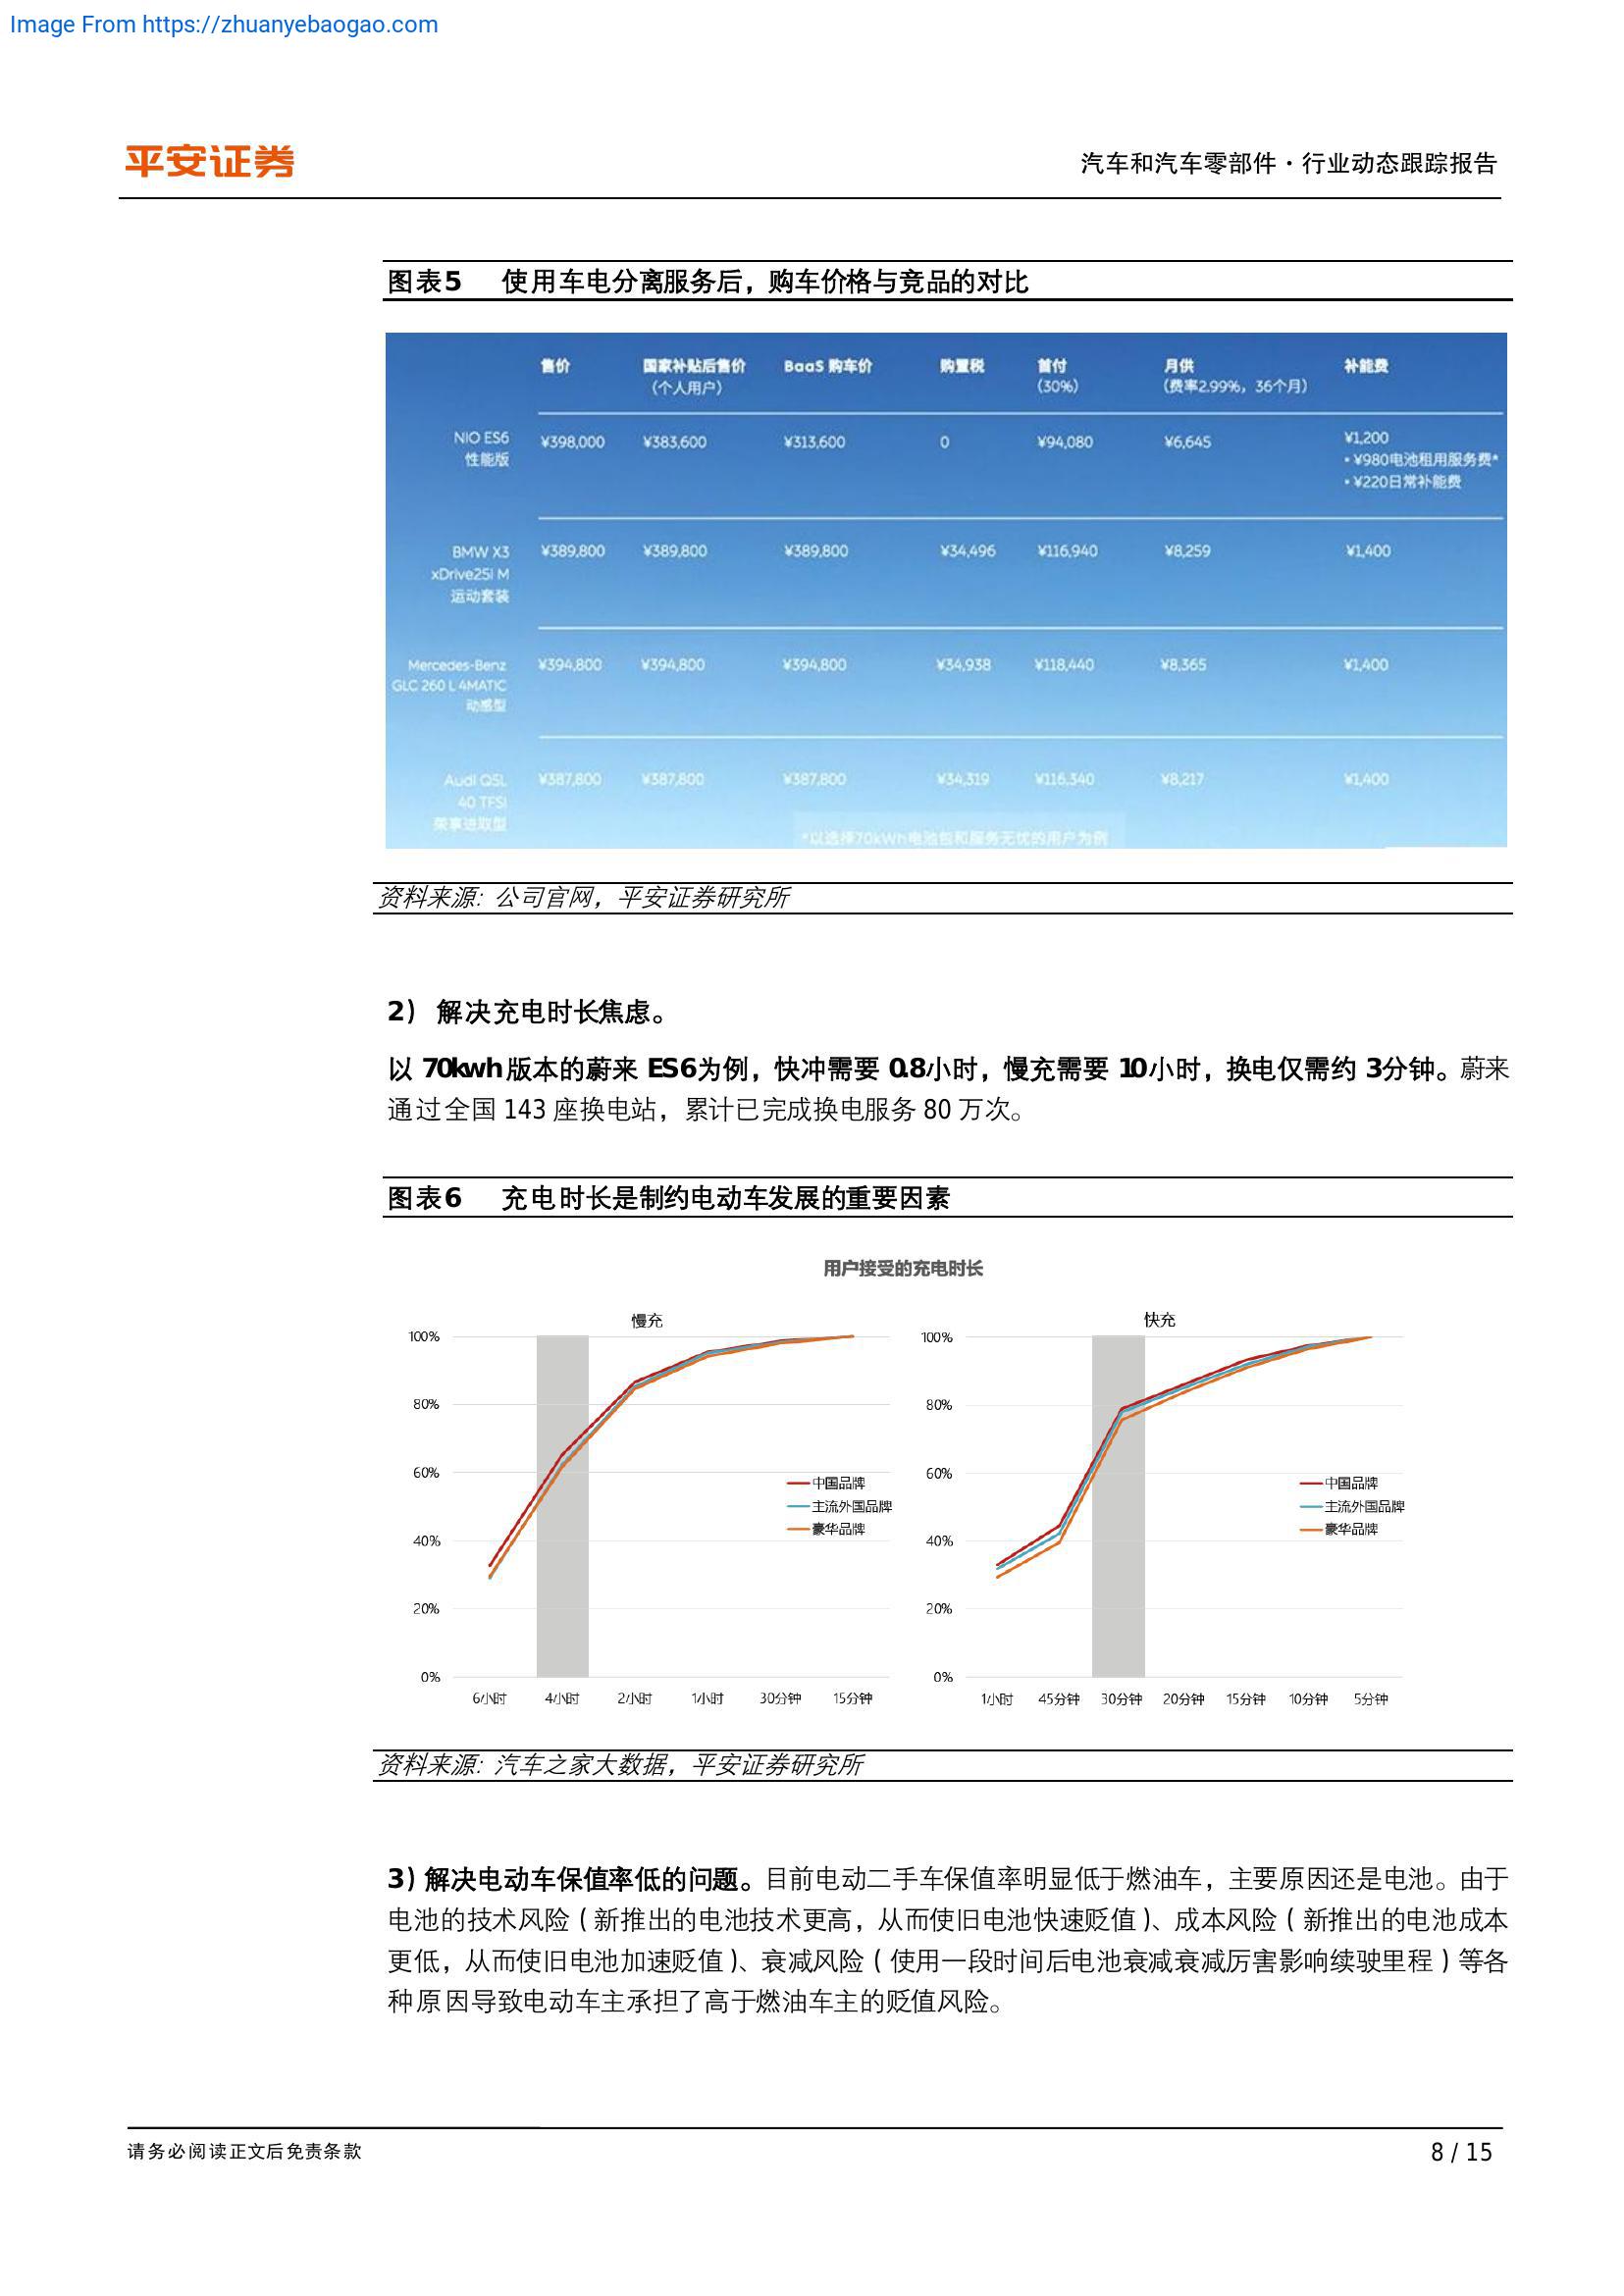 Image From https://zhuanyebaogao.com
平安证券
汽车和汽车零部件·行业动态跟踪报告
图表5 使用车电分离服务后，购车价格与竞品的对比
售价 国家补贴后售价 BaaS 购车价 购置税 首付 月供 补能费
（个人用户） （30%） （费率2.99%，36个月）
NIO ES6 ¥398,000 ¥383,600 ¥313,600 0 ¥94,080 ¥6,645 ¥1,200
性能版 • ¥980电池租用服务费*
• ¥220日常补能费
BMW X3 ¥389,800 ¥389,800 ¥389,800 ¥34,496 ¥116,940 ¥8,259 ¥1,400
xDrive25i M
运动套装
Mercedes-Benz ¥394,800 ¥394,800 ¥394,800 ¥34,938 ¥118,440 ¥8,365 ¥1,400
GLC 260 L 4MATIC
动感型
Audi Q5L ¥387,800 ¥387,800 ¥387,800 ¥34,319 ¥116,340 ¥8,217 ¥1,400
40 TFSI
荣享进取型
*以选择70kWh电池包和服务无忧的用户为例
资料来源：公司官网，平安证券研究所
2） 解决充电时长焦虑。
以 70kwh 版本的蔚来 ES6为例，快冲需要 0.8小时，慢充需要 10小时，换电仅需约 3分钟。蔚来
通过全国 143 座换电站，累计已完成换电服务 80 万次。
图表6 充电时长是制约电动车发展的重要因素
用户接受的充电时长
慢充
100%
80%
60%
40%
20%
0%
6小时 4小时 2小时 1小时 30分钟 15分钟
中国品牌
主流外国品牌
豪华品牌
快充
100%
80%
60%
40%
20%
0%
1小时 45分钟 30分钟 20分钟 15分钟 10分钟 5分钟
中国品牌
主流外国品牌
豪华品牌
资料来源：汽车之家大数据，平安证券研究所
3）解决电动车保值率低的问题。目前电动二手车保值率明显低于燃油车，主要原因还是电池。由于
电池的技术风险（新推出的电池技术更高，从而使旧电池快速贬值）、成本风险（新推出的电池成本
更低，从而使旧电池加速贬值）、衰减风险（使用一段时间后电池衰减衰减厉害影响续驶里程）等各
种原因导致电动车主承担了高于燃油车主的贬值风险。
请务必阅读正文后免责条款
8 / 15